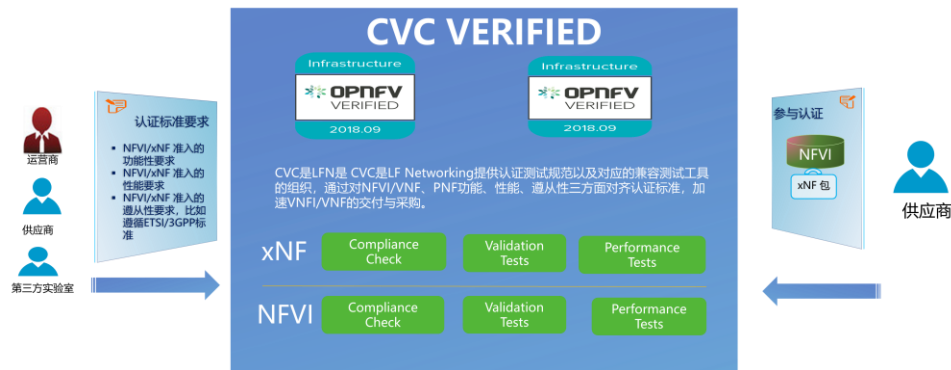 CVC VERIFIED
Infrastructure
OPNFV
VERIFIED
2018.09
Infrastructure
OPNFV
VERIFIED
2018.09
认证标准要求
• NFVI/xNF 准入的
功能性要求
• NFVI/xNF 准入的
性能要求
• NFVI/xNF 准入的
遵从性要求，比如
遵循ETSI/3GPP标
准
运营商
供应商
第三方实验室
CVC是LFN是 CVC是LF Networking提供认证测试规范以及对应的兼容测试工具
的组织，通过对NFVI/VNF、PNF功能、性能、遵从性三方面对齐认证标准，加
速VNFI/VNF的交付与采购。
xNF
Compliance
Check
Validation
Tests
Performance
Tests
NFVI
Compliance
Check
Validation
Tests
Performance
Tests
参与认证
NFVI
xNF 包
供应商